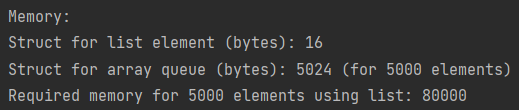 Memory:
Struct for list element (bytes): 16
Struct for array queue (bytes): 5024 (for 5000 elements)
Required memory for 5000 elements using list: 80000